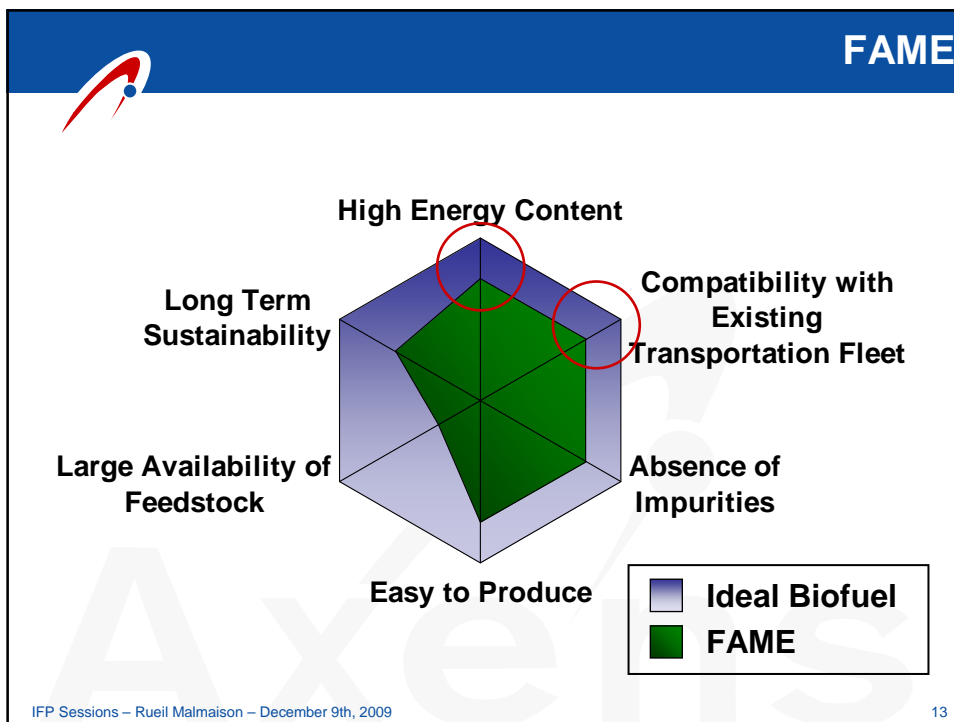 FAME
High Energy Content
Compatibility with
Existing
Transportation Fleet
Long Term
Sustainability
Large Availability of
Feedstock
Absence of
Impurities
Easy to Produce
Ideal Biofuel
FAME
Axens
IFP Sessions – Rueil Malmaison – December 9th, 2009
13